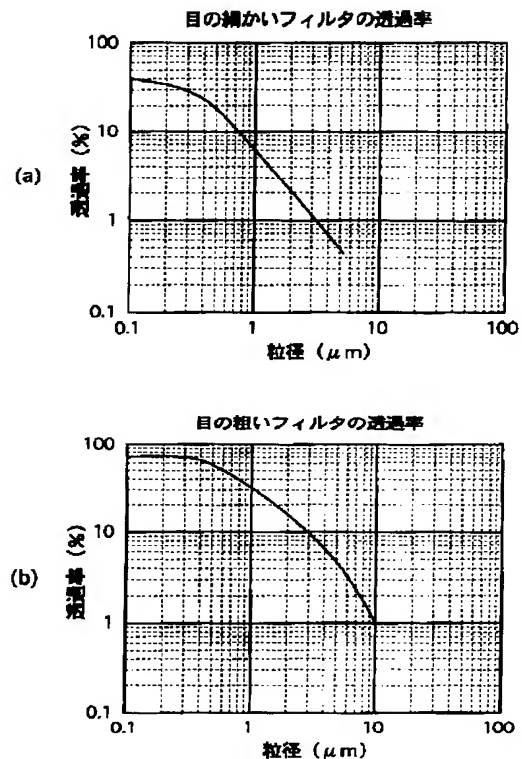 目の細かいフィルタの透過率
100
10
1
0.1
透過率 (%)
(a)
0.1 1 10 100
粒径 (μm)
目の粗いフィルタの透過率
100
10
1
0.1
透過率 (%)
(b)
0.1 1 10 100
粒径 (μm)